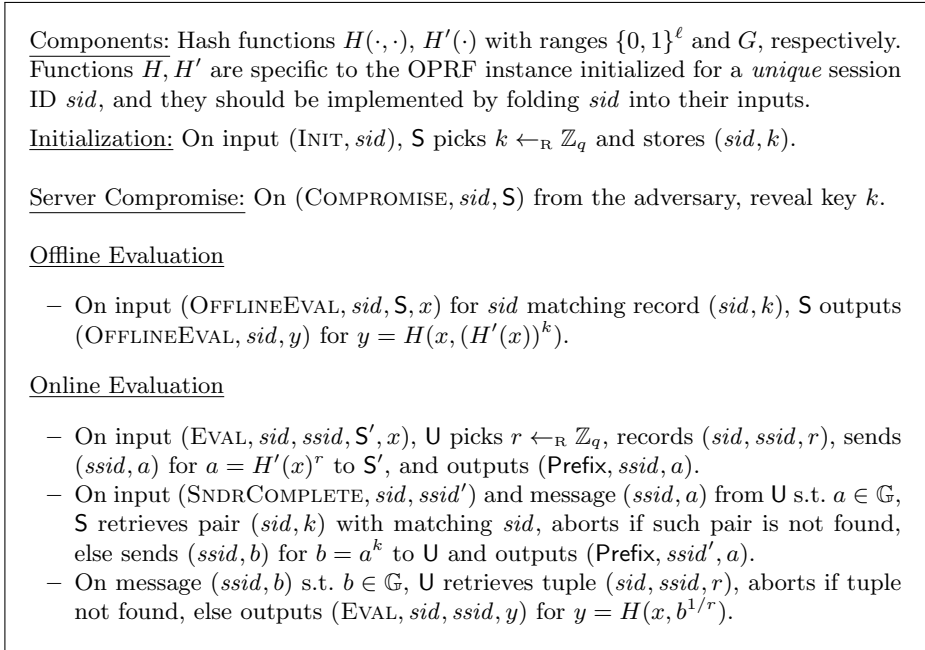 Components: Hash functions H(·, ·), H′(·) with ranges {0, 1}^ℓ and G, respectively.
Functions H, H′ are specific to the OPRF instance initialized for a unique session
ID sid, and they should be implemented by folding sid into their inputs.
Initialization: On input (INIT, sid), S picks k ←_R ℤ_q and stores (sid, k).
Server Compromise: On (COMPROMISE, sid, S) from the adversary, reveal key k.
Offline Evaluation
– On input (OFFLINEEVAL, sid, S, x) for sid matching record (sid, k), S outputs
(OFFLINEEVAL, sid, y) for y = H(x, (H′(x))^k).
Online Evaluation
– On input (EVAL, sid, ssid, S′, x), U picks r ←_R ℤ_q, records (sid, ssid, r), sends
(ssid, a) for a = H′(x)^r to S′, and outputs (Prefix, ssid, a).
– On input (SNDRCOMPLETE, sid, ssid′) and message (ssid, a) from U s.t. a ∈ 𝔾,
S retrieves pair (sid, k) with matching sid, aborts if such pair is not found,
else sends (ssid, b) for b = a^k to U and outputs (Prefix, ssid′, a).
– On message (ssid, b) s.t. b ∈ 𝔾, U retrieves tuple (sid, ssid, r), aborts if tuple
not found, else outputs (EVAL, sid, ssid, y) for y = H(x, b^{1/r}).